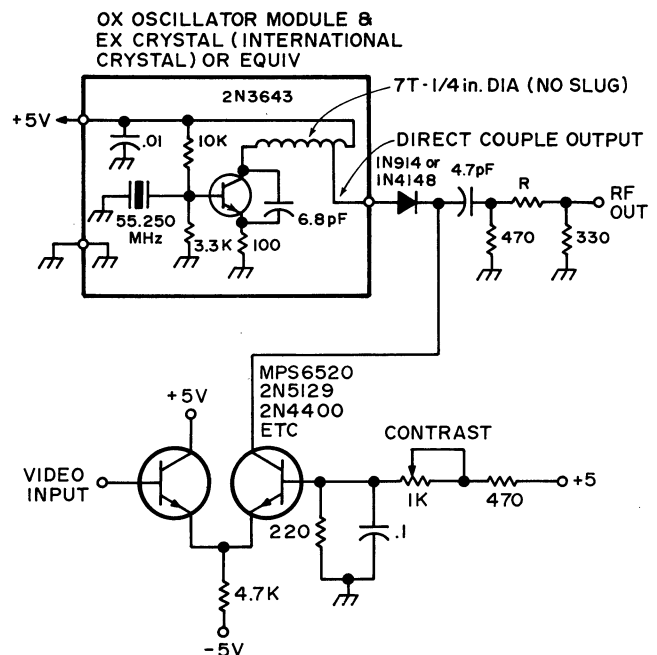 OX OSCILLATOR MODULE &
EX CRYSTAL (INTERNATIONAL
CRYSTAL) OR EQUIV
2N3643
7T-1/4 in. DIA (NO SLUG)
+5V
.01
10K
DIRECT COUPLE OUTPUT
1N914 or
1N4148
4.7pF
R
RF
OUT
55.250
MHz
6.8pF
3.3K
100
470
330
MPS6520
2N5129
2N4400
ETC
+5V
CONTRAST
VIDEO
INPUT
1K
470
+5
220
.1
4.7K
-5V